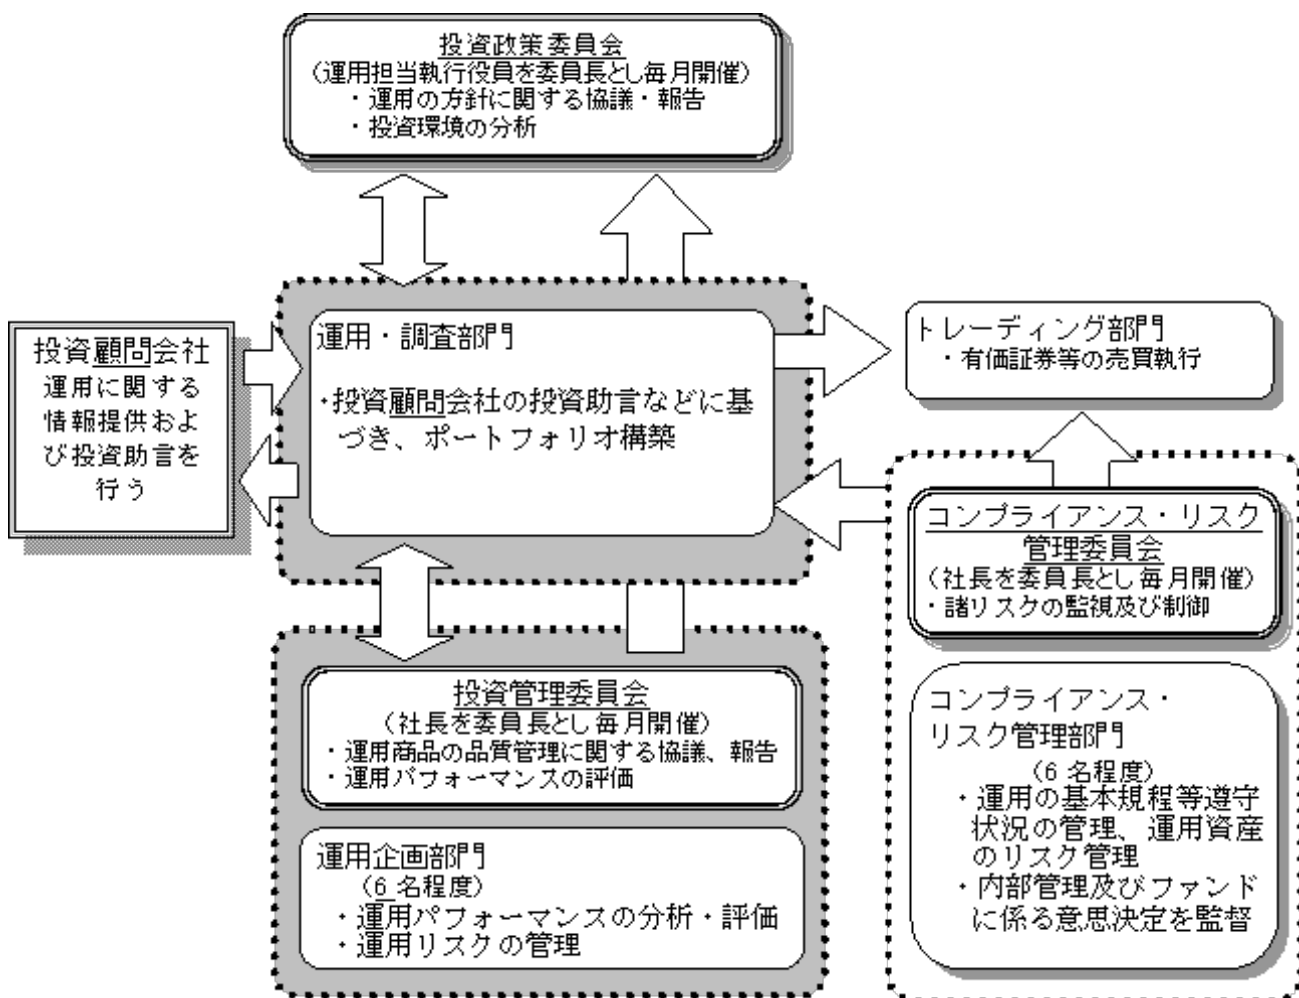 投資政策委員会
(運用担当執行役員を委員長とし毎月開催)
・運用の方針に関する協議・報告
・投資環境の分析
投資顧問会社
運用に関する
情報提供およ
び投資助言を
行う
運用・調査部門
・投資顧問会社の投資助言などに基
づき、ポートフォリオ構築
トレーディング部門
・有価証券等の売買執行
コンプライアンス・リスク
管理委員会
(社長を委員長とし毎月開催)
・諸リスクの監視及び制御
投資管理委員会
(社長を委員長とし毎月開催)
・運用商品の品質管理に関する協議、報告
・運用パフォーマンスの評価
運用企画部門
(6 名程度)
・運用パフォーマンスの分析・評価
・運用リスクの管理
コンプライアンス・
リスク管理部門
(6 名程度)
・運用の基本規程等遵守
状況の管理、運用資産
のリスク管理
・内部管理及びファンド
に係る意思決定を監督